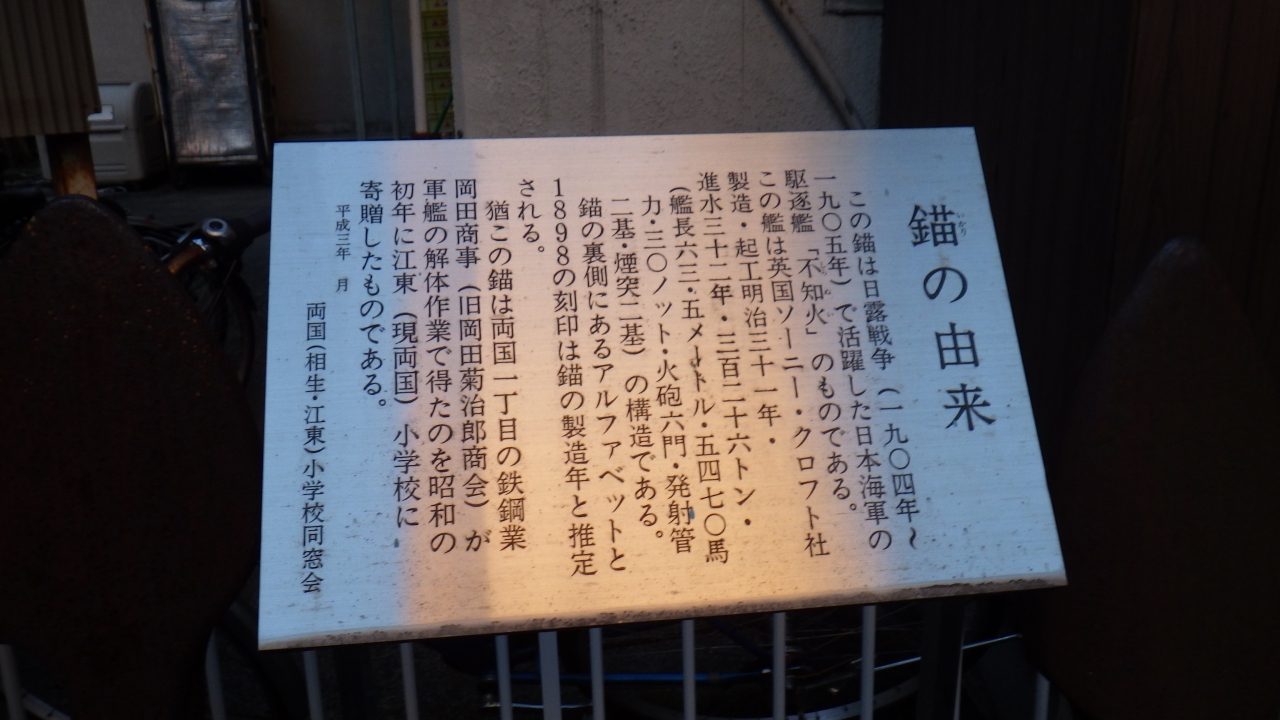 錨の由来
いかり
この錨は日露戦争（一九〇四年〜
一九〇五年）で活躍した日本海軍の
駆逐艦「不知火」のものである。
この艦は英国ソーニー・クロフト社
製造・起工明治三十一年・
進水三十二年・三百二十六トン・
（艦長六三・五メートル・五四七〇馬
力・三〇ノット・火砲六門・発射管
二基・煙突二基）の構造である。
錨の裏側にあるアルファベットと
1898の刻印は錨の製造年と推定
される。
猶この錨は両国一丁目の鉄鋼業
岡田商事（旧岡田菊治郎商会）が
軍艦の解体作業で得たのを昭和の
初年に江東（現両国）小学校に
寄贈したものである。
平成三年　月
両国（相生・江東）小学校同窓会